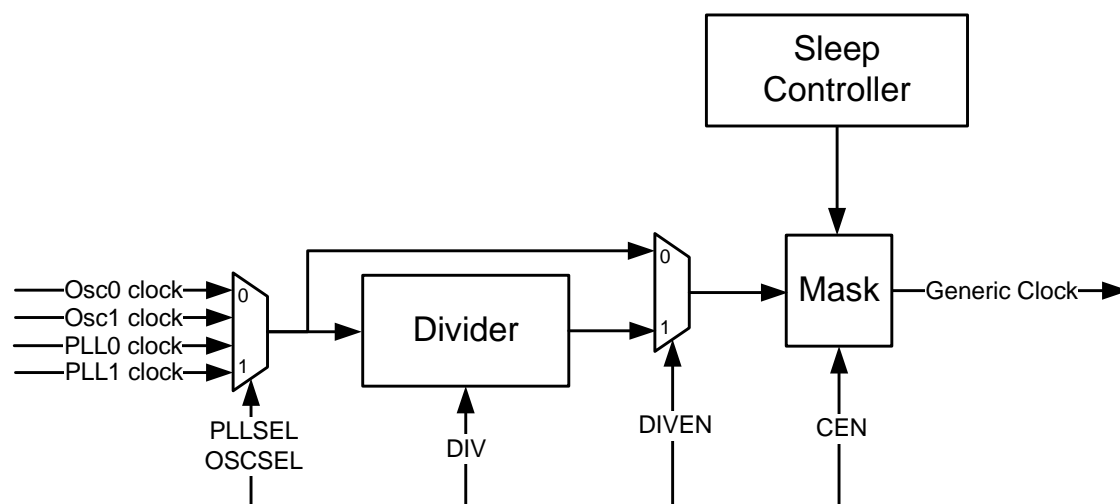 Sleep
Controller
0
Osc0 clock
0
Osc1 clock
Divider
Mask
Generic Clock
PLL0 clock
1
PLL1 clock
1
PLLSEL
OSCSEL
DIV
DIVEN
CEN